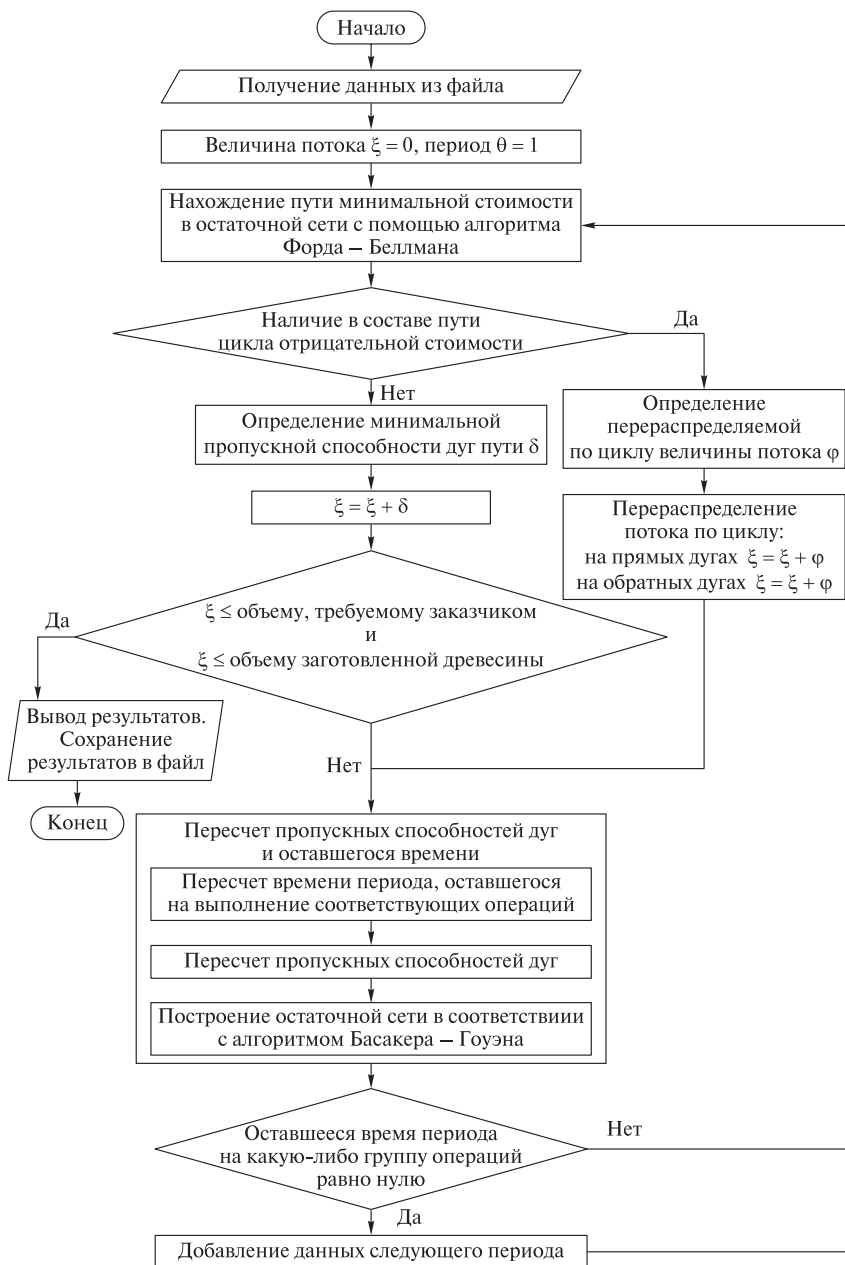 Начало
Получение данных из файла
Величина потока ξ = 0, период θ = 1
Нахождение пути минимальной стоимости
в остаточной сети с помощью алгоритма
Форда – Беллмана
Наличие в составе пути
цикла отрицательной стоимости
Да
Нет
Определение минимальной
пропускной способности дуг пути δ
Определение
перераспределяемой
по циклу величины потока φ
ξ = ξ + δ
Перераспределение
потока по циклу:
на прямых дугах ξ = ξ + φ
на обратных дугах ξ = ξ + φ
ξ ≤ объему, требуемому заказчиком
и
ξ ≤ объему заготовленной древесины
Да
Вывод результатов.
Сохранение
результатов в файл
Нет
Конец
Пересчет пропускных способностей дуг
и оставшегося времени
Пересчет времени периода, оставшегося
на выполнение соответствующих операций
Пересчет пропускных способностей дуг
Построение остаточной сети в соответствиии
с алгоритмом Басакера – Гоуэна
Оставшееся время периода
на какую-либо группу операций
равно нулю
Нет
Да
Добавление данных следующего периода